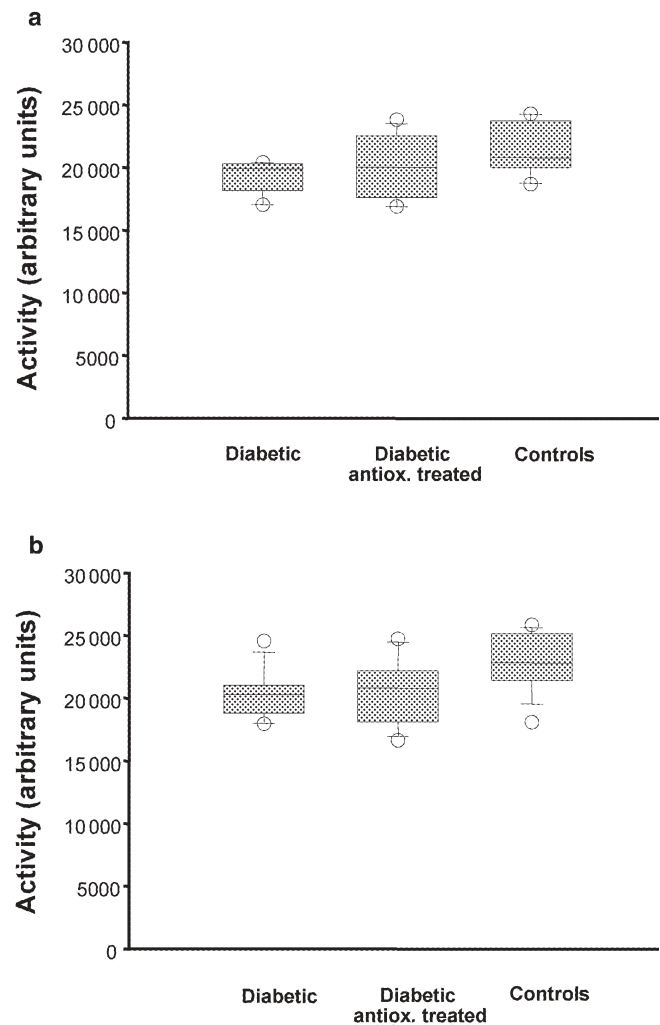 a
30 000
25 000
20 000
15 000
10 000
5000
0
Activity (arbitrary units)
Diabetic
Diabetic
antiox. treated
Controls
b
30 000
25 000
20 000
15 000
10 000
5000
0
Activity (arbitrary units)
Diabetic
Diabetic
antiox. treated
Controls